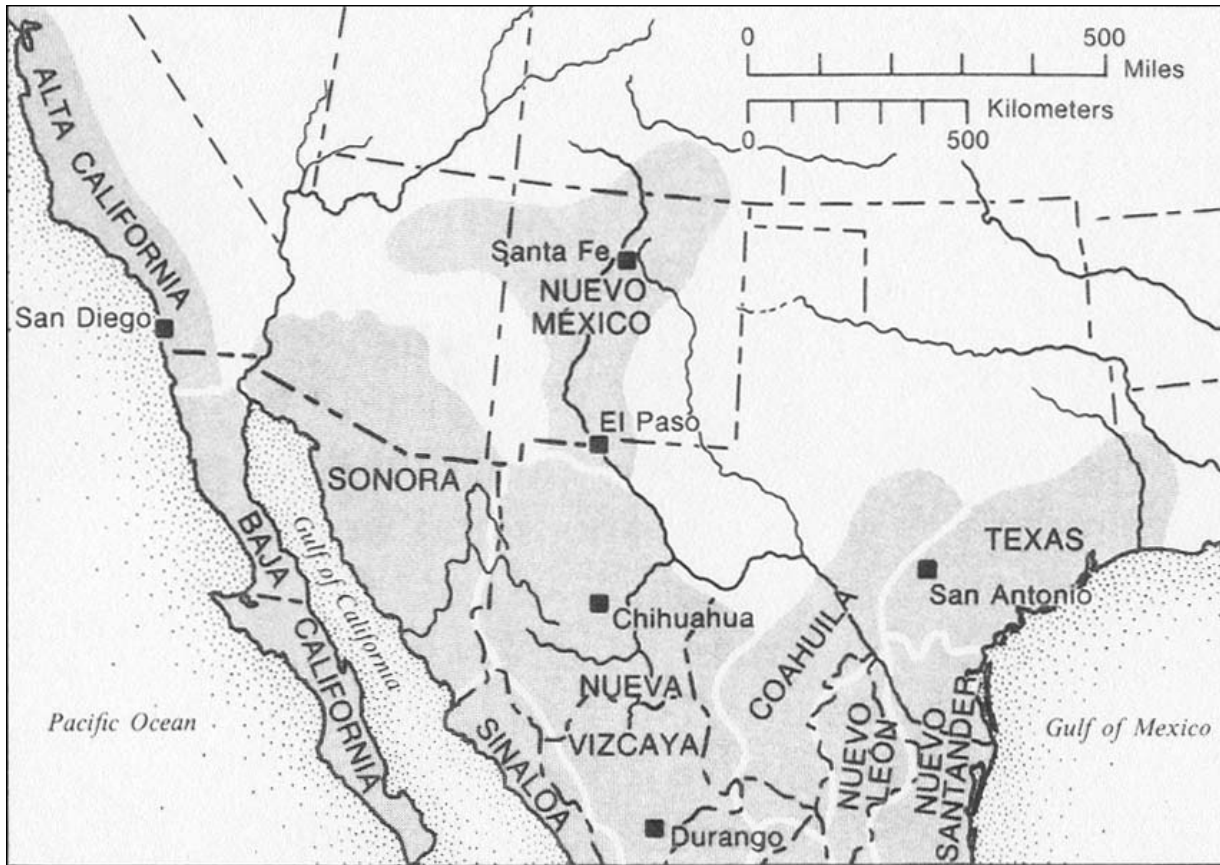 0 500
Miles
Kilometers
0 500
ALTA CALIFORNIA
Santa Fe
NUEVO
MÉXICO
San Diego
El Paso
SONORA
BAJA CALIFORNIA
Gulf of California
TEXAS
San Antonio
Chihuahua
COAHUILA
NUEVA
VIZCAYA
SINALOA
NUEVO
LEÓN
NUEVO
SANTANDER
Pacific Ocean
Gulf of Mexico
Durango